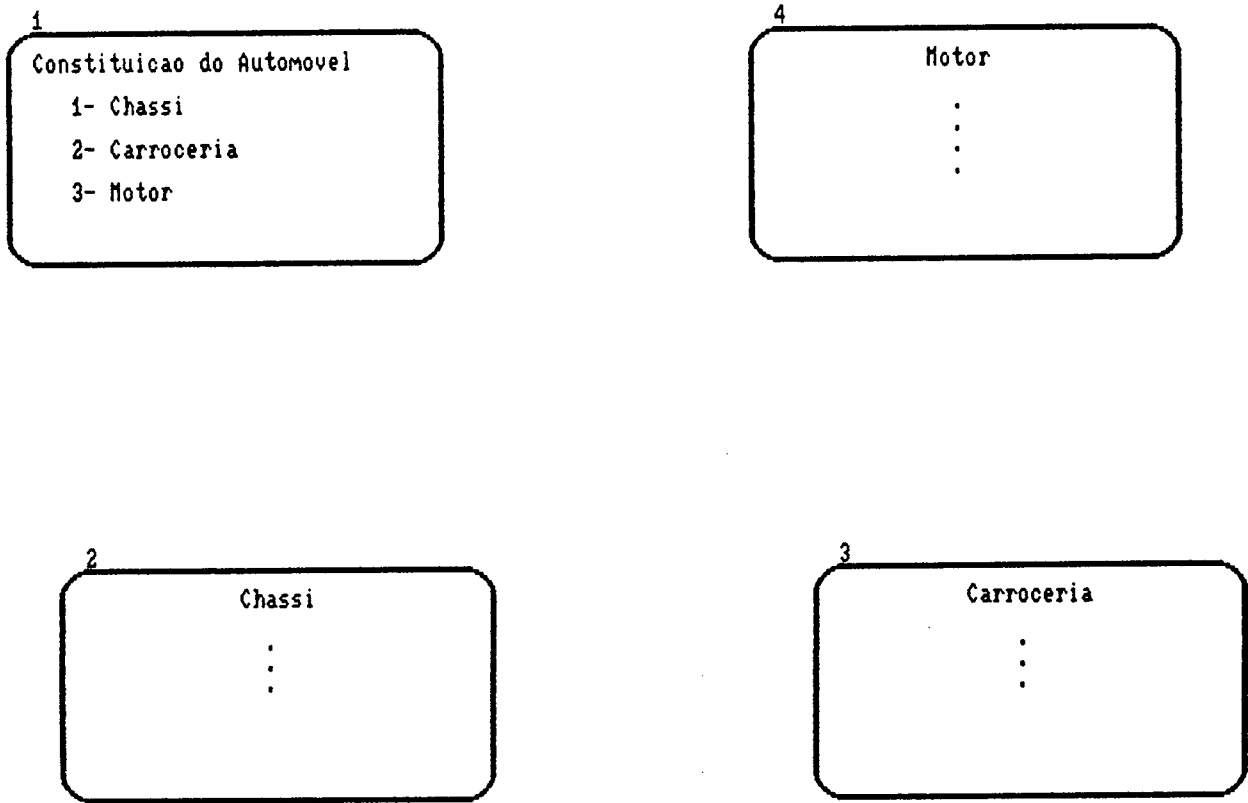 1
Constituicao do Automovel
1- Chassi
2- Carroceria
3- Motor
4
Motor
.
.
.
.
2
Chassi
.
.
.
3
Carroceria
.
.
.